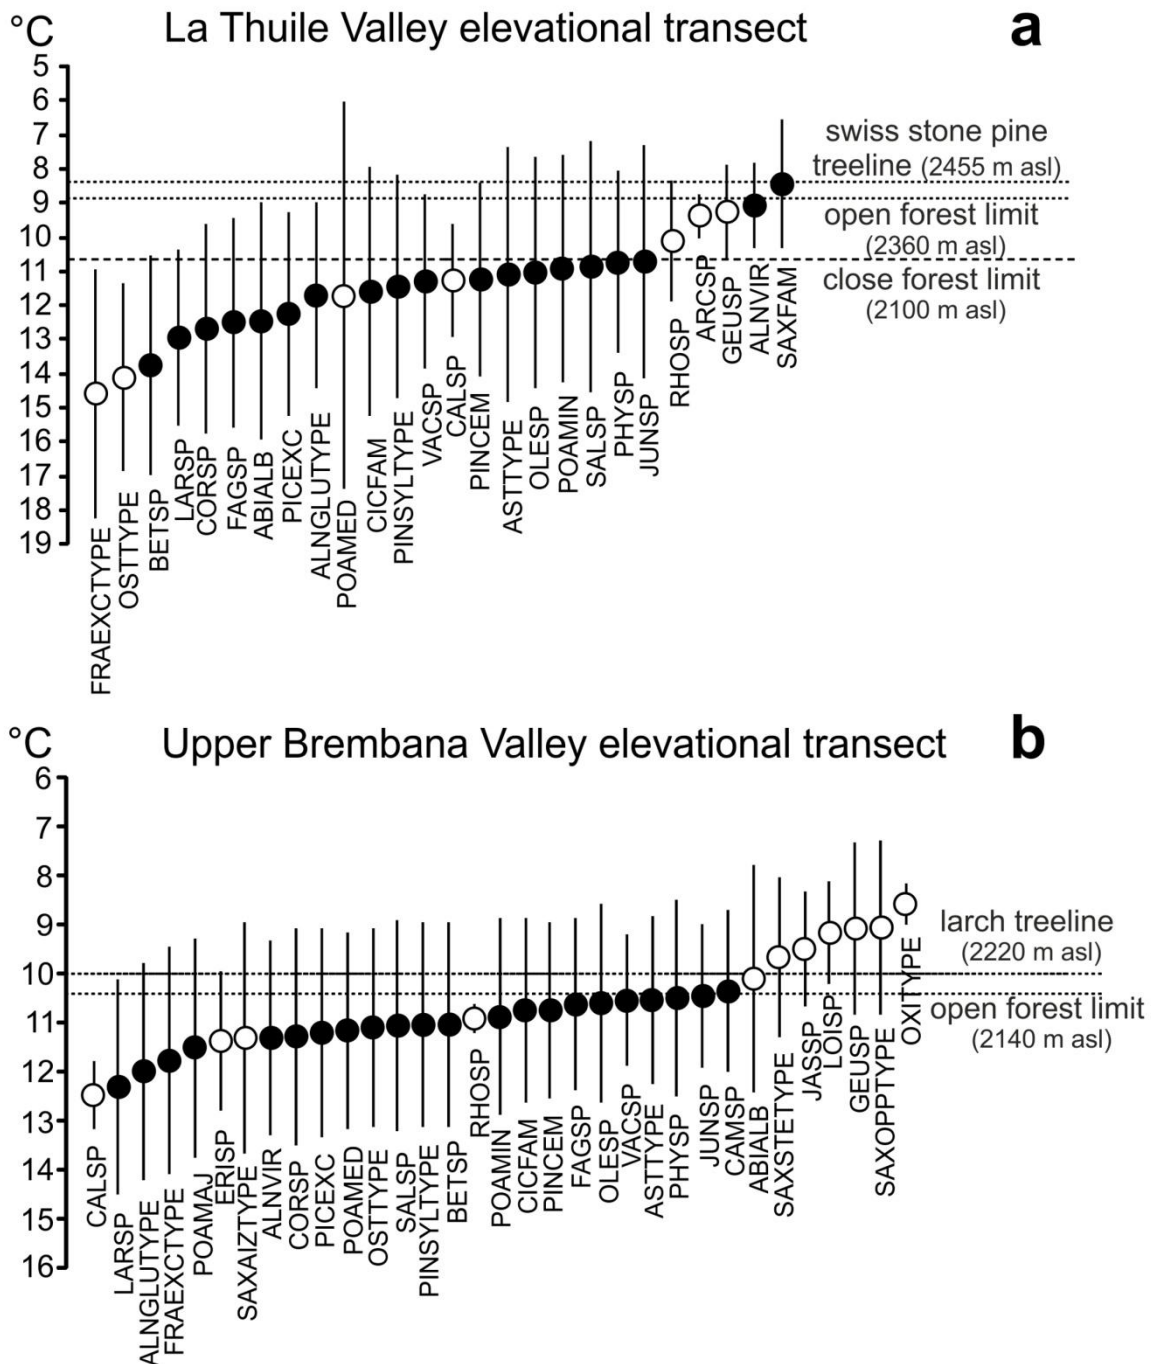 °C
La Thuile Valley elevational transect
a
5
6
7
8
9
10
11
12
13
14
15
16
17
18
19
swiss stone pine
treeline (2455 m asl)
open forest limit
(2360 m asl)
close forest limit
(2100 m asl)
FRAEXCTYPE
OSTTYPE
BETSP
LARSP
CORSP
FAGSP
ABIALB
PICEXC
ALNGLUTYPE
POAMED
CICFAM
PINSYLTYPE
VACSP
CALSP
PINCEM
ASTTYPE
OLESP
POAMIN
SALSP
PHYSP
JUNSP
RHOSP
ARCSP
GEUSP
ALNVIR
SAXFAM
°C
Upper Brembana Valley elevational transect
b
6
7
8
9
10
11
12
13
14
15
16
larch treeline
(2220 m asl)
open forest limit
(2140 m asl)
CALSP
LARSP
ALNGLUTYPE
FRAEXCTYPE
POAMAJ
ERISP
SAXAIZTYPE
ALNVIR
CORSP
PICEXC
POAMED
OSTTYPE
SALSP
PINSYLTYPE
BETSP
RHOSP
POAMIN
CICFAM
PINCEM
FAGSP
OLESP
VACSP
ASTTYPE
PHYSP
JUNSP
CAMSP
ABIALB
SAXSTETYPE
JASSP
LOISP
GEUSP
SAXOPPTYPE
OXITYPE